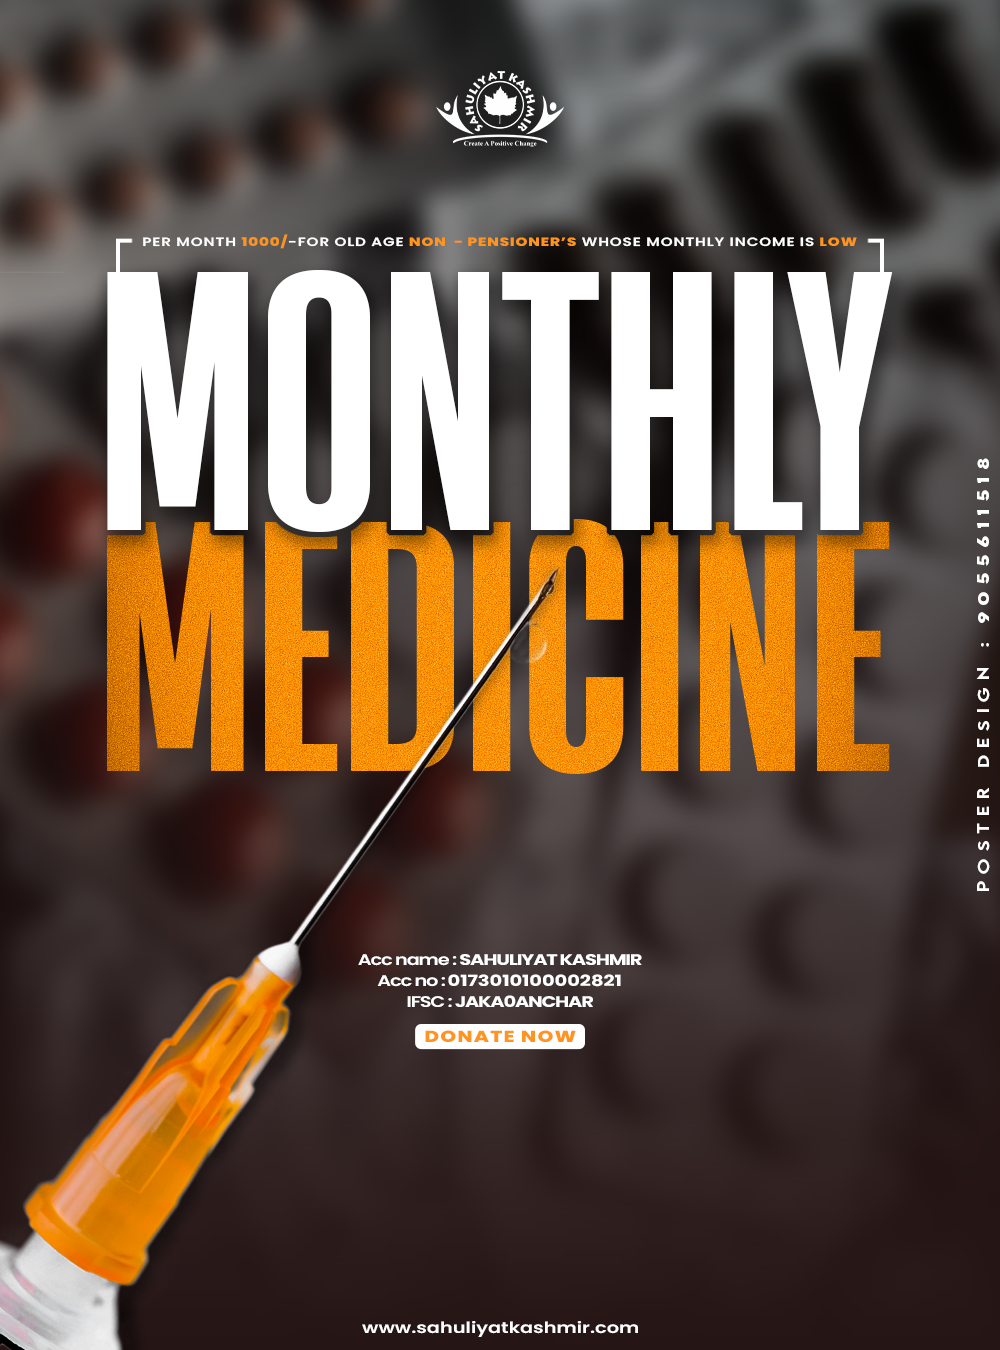 SAHULIYAT KASHMIR
Create A Positive Change
PER MONTH 1000/-FOR OLD AGE NON - PENSIONER'S WHOSE MONTHLY INCOME IS LOW
MONTHLY
MEDICINE
POSTER DESIGN : 9055611518
Acc name : SAHULIYAT KASHMIR
Acc no : 0173010100002821
IFSC : JAKA0ANCHAR
DONATE NOW
www.sahuliyatkashmir.com